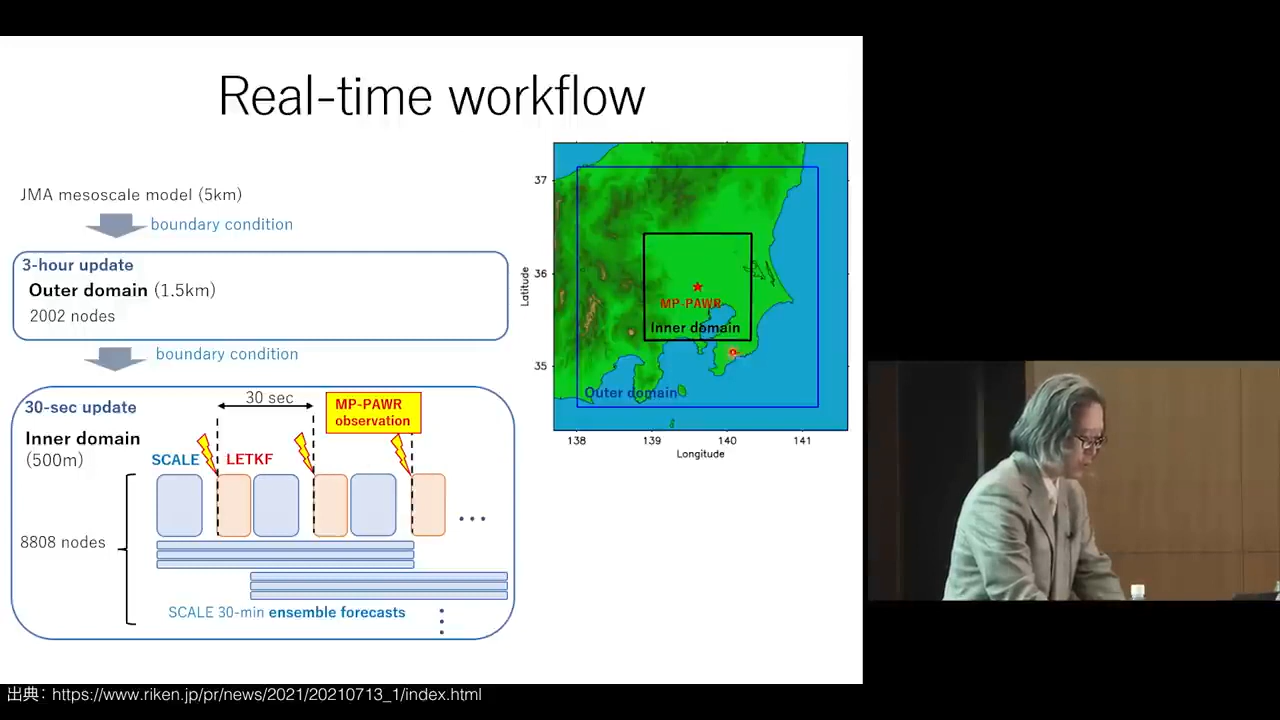 Real-time workflow
JMA mesoscale model (5km)
boundary condition
3-hour update
Outer domain (1.5km)
2002 nodes
boundary condition
30-sec update
Inner domain
(500m)
30 sec
MP-PAWR
observation
SCALE
LETKF
...
8808 nodes
SCALE 30-min ensemble forecasts
37
36
35
Latitude
MP-PAWR
Inner domain
Outer domain
138
139
140
141
Longitude
出典: https://www.riken.jp/pr/news/2021/20210713_1/index.html